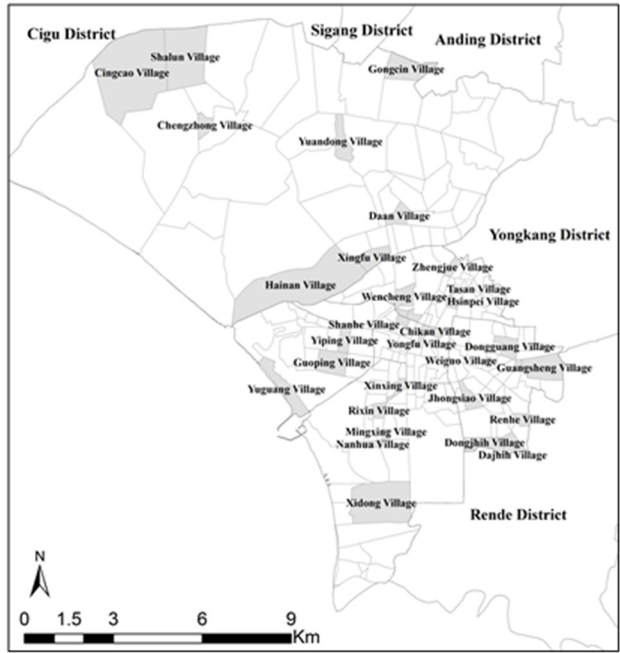 Cigu District
Sigang District
Anding District
Shalun Village
Cingcao Village
Gongcin Village
Chengzhong Village
Yuandong Village
Daan Village
Yongkang District
Xingfu Village
Zhengjue Village
Hainan Village
Tasan Village
Wencheng Village
Hsinpei Village
Shanhe Village
Chikan Village
Yiping Village
Yongfu Village
Dongguang Village
Guoping Village
Weiguo Village
Guangsheng Village
Yuguang Village
Xinxing Village
Jhongsiao Village
Rixin Village
Renhe Village
Mingxing Village
Nanhua Village
Dongjhih Village
Dajhih Village
Xidong Village
Rende District
N
0 1.5 3 6 9
Km